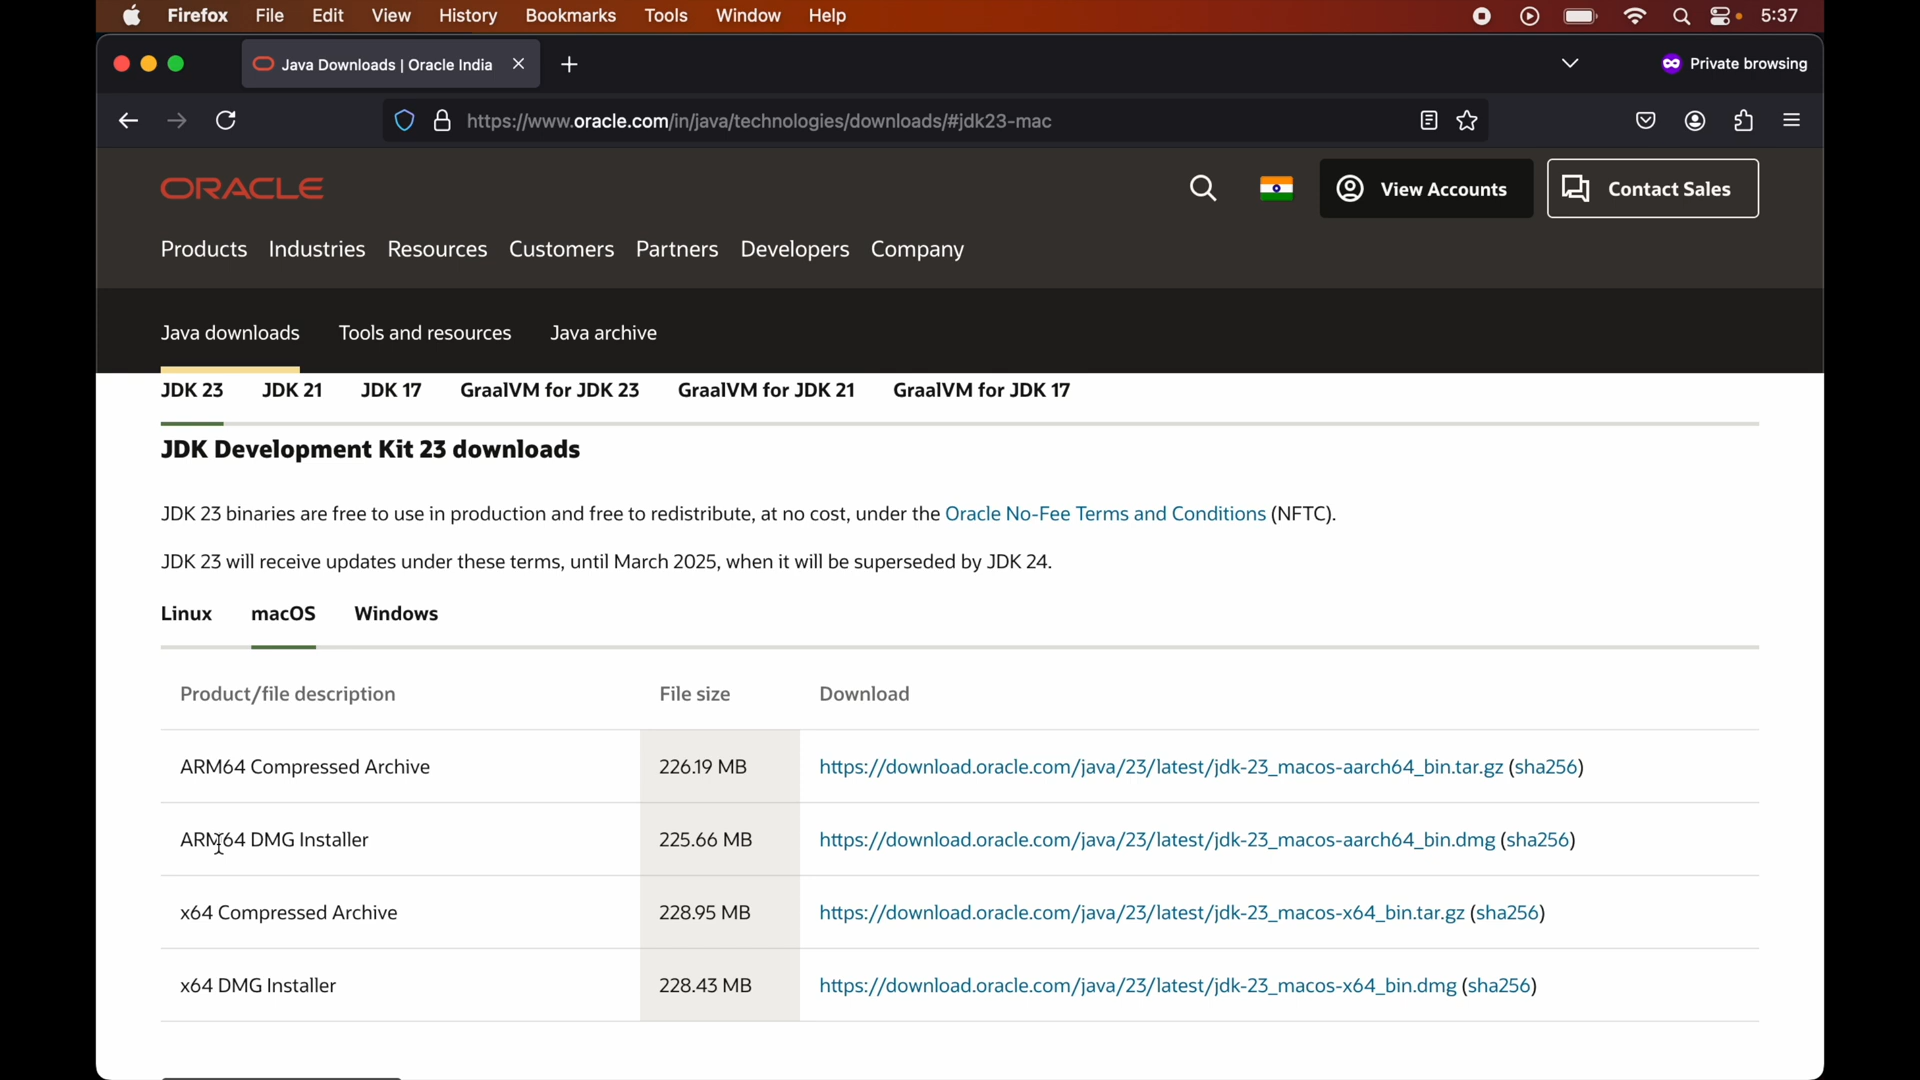 Firefox File Edit View History Bookmarks Tools Window Help 5:37
Java Downloads | Oracle India Private browsing
https://www.oracle.com/in/java/technologies/downloads/#jdk23-mac
ORACLE View Accounts Contact Sales
Products Industries Resources Customers Partners Developers Company
Java downloads Tools and resources Java archive
JDK 23 JDK 21 JDK 17 GraalVM for JDK 23 GraalVM for JDK 21 GraalVM for JDK 17
JDK Development Kit 23 downloads
JDK 23 binaries are free to use in production and free to redistribute, at no cost, under the Oracle No-Fee Terms and Conditions (NFTC).
JDK 23 will receive updates under these terms, until March 2025, when it will be superseded by JDK 24.
Linux macOS Windows
Product/file description File size Download
ARM64 Compressed Archive 226.19 MB https://download.oracle.com/java/23/latest/jdk-23_macos-aarch64_bin.tar.gz (sha256)
ARM64 DMG Installer 225.66 MB https://download.oracle.com/java/23/latest/jdk-23_macos-aarch64_bin.dmg (sha256)
x64 Compressed Archive 228.95 MB https://download.oracle.com/java/23/latest/jdk-23_macos-x64_bin.tar.gz (sha256)
x64 DMG Installer 228.43 MB https://download.oracle.com/java/23/latest/jdk-23_macos-x64_bin.dmg (sha256)